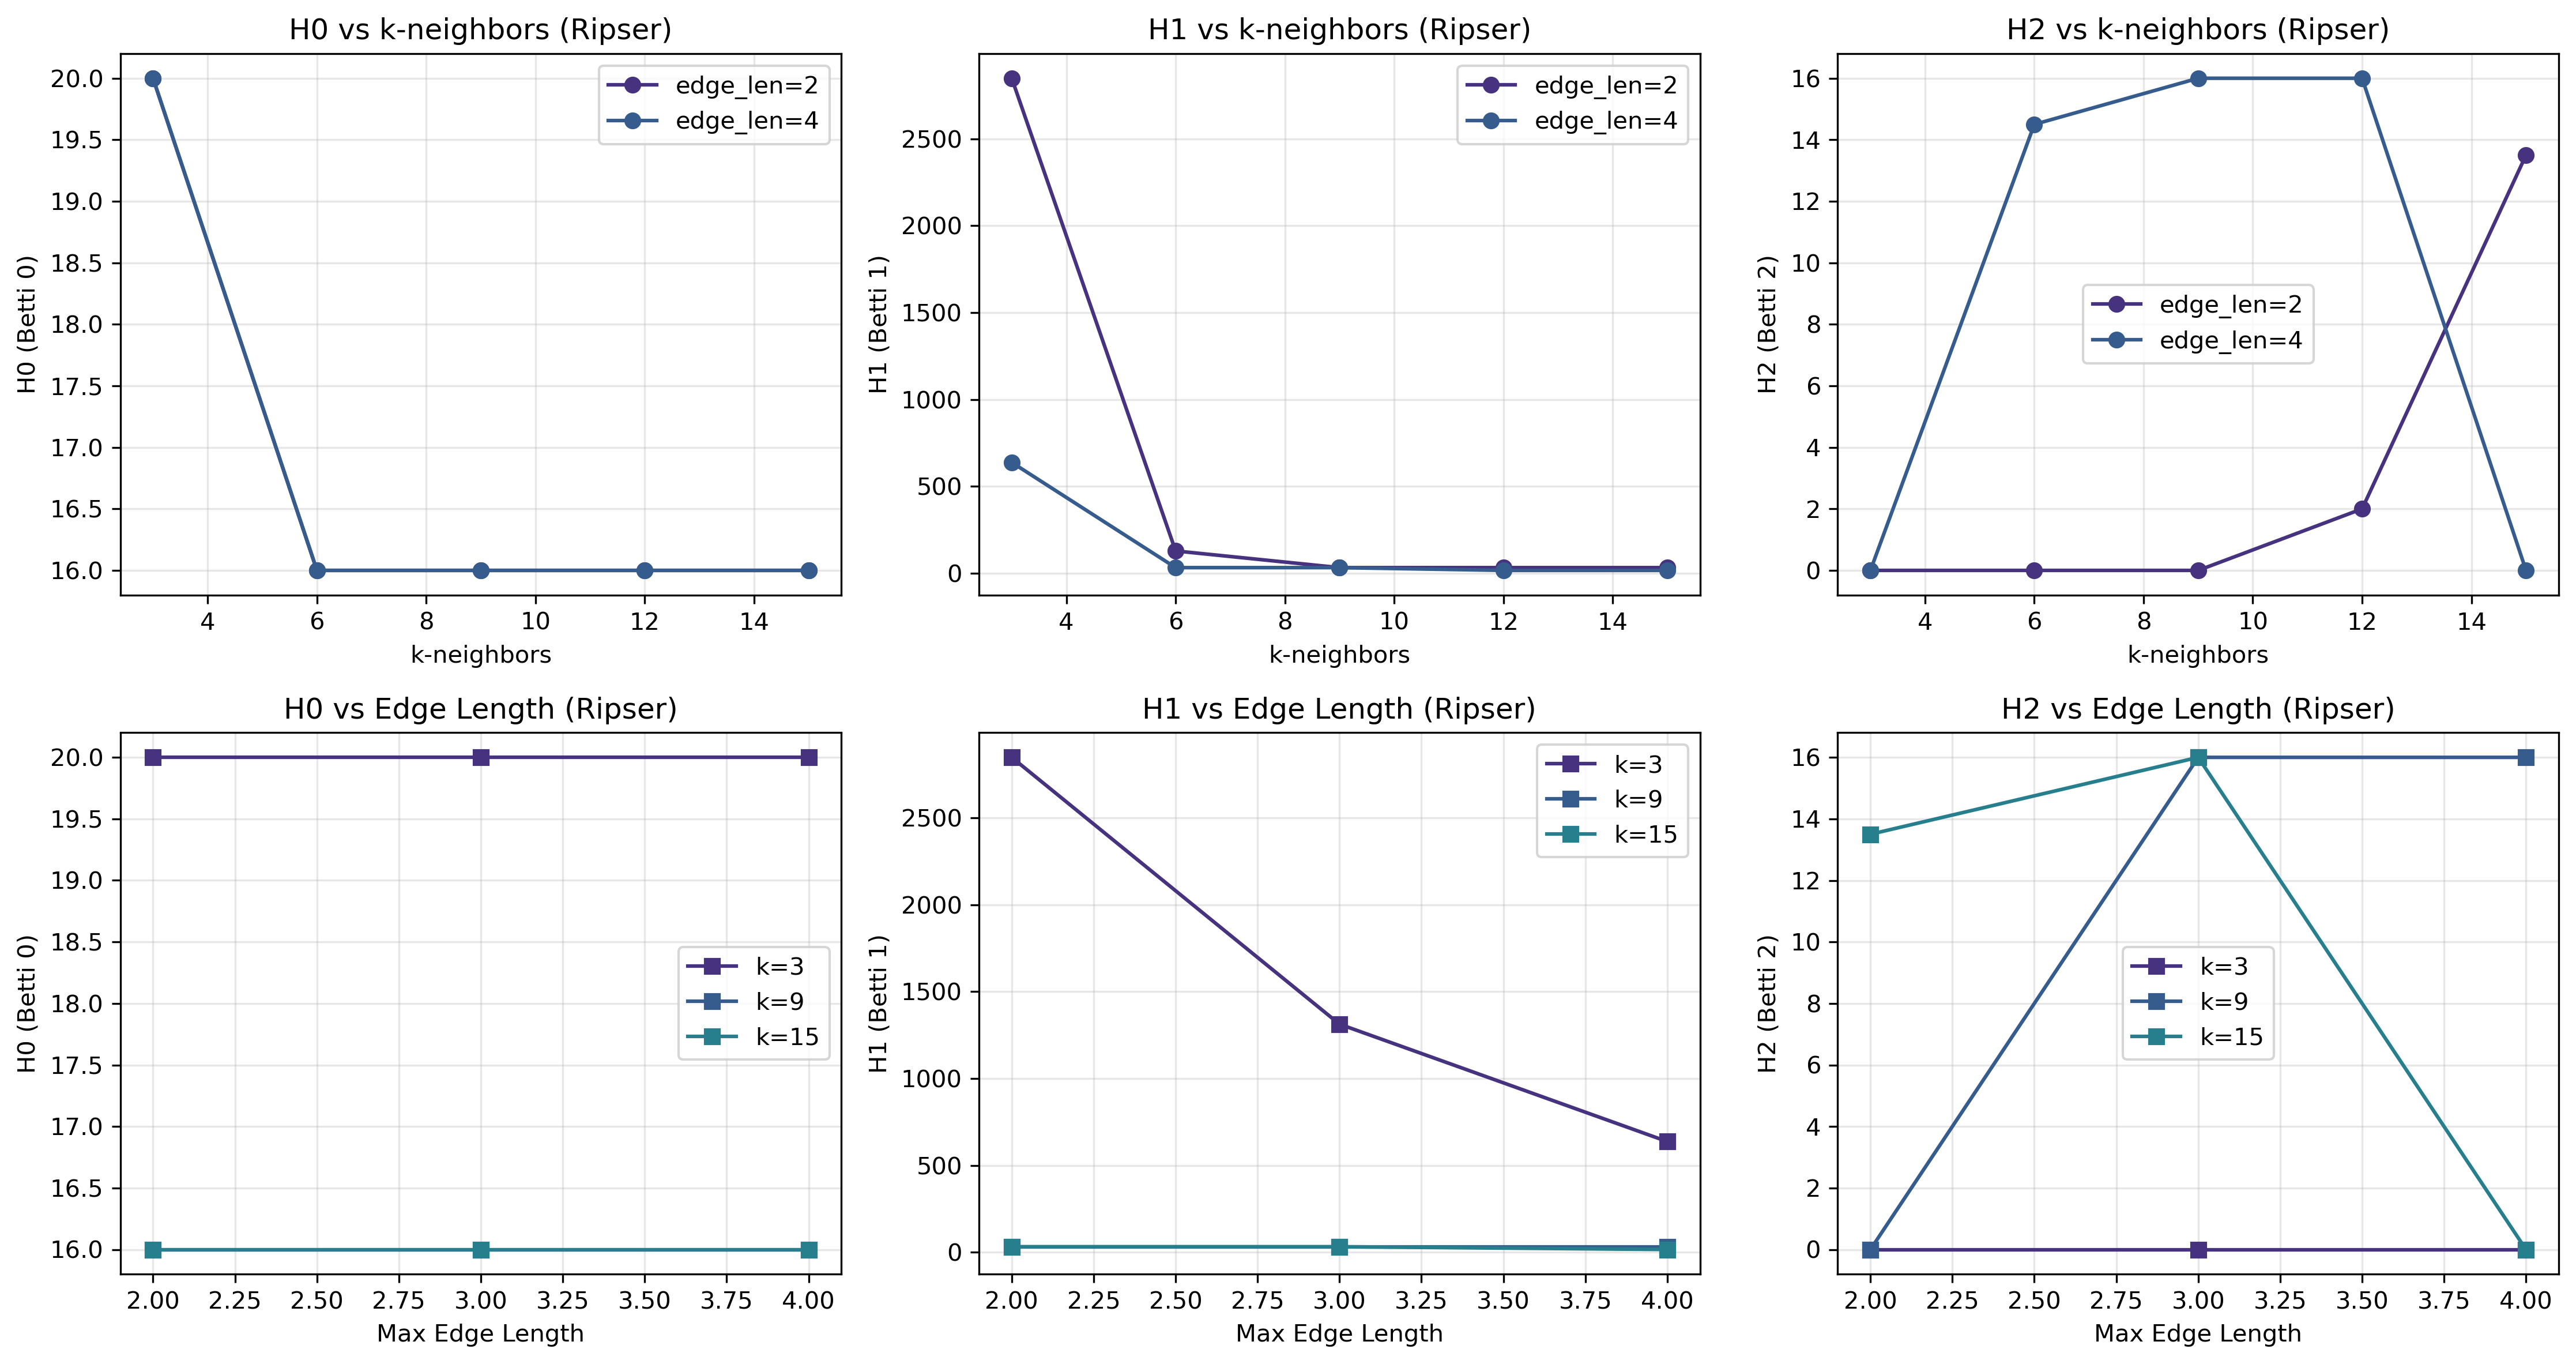 H0 vs k-neighbors (Ripser)
H0 (Betti 0)
20.0
19.5
19.0
18.5
18.0
17.5
17.0
16.5
16.0
edge_len=2
edge_len=4
4 6 8 10 12 14
k-neighbors
H1 vs k-neighbors (Ripser)
H1 (Betti 1)
2500
2000
1500
1000
500
0
edge_len=2
edge_len=4
4 6 8 10 12 14
k-neighbors
H2 vs k-neighbors (Ripser)
H2 (Betti 2)
16
14
12
10
8
6
4
2
0
edge_len=2
edge_len=4
4 6 8 10 12 14
k-neighbors
H0 vs Edge Length (Ripser)
H0 (Betti 0)
20.0
19.5
19.0
18.5
18.0
17.5
17.0
16.5
16.0
k=3
k=9
k=15
2.00 2.25 2.50 2.75 3.00 3.25 3.50 3.75 4.00
Max Edge Length
H1 vs Edge Length (Ripser)
H1 (Betti 1)
2500
2000
1500
1000
500
0
k=3
k=9
k=15
2.00 2.25 2.50 2.75 3.00 3.25 3.50 3.75 4.00
Max Edge Length
H2 vs Edge Length (Ripser)
H2 (Betti 2)
16
14
12
10
8
6
4
2
0
k=3
k=9
k=15
2.00 2.25 2.50 2.75 3.00 3.25 3.50 3.75 4.00
Max Edge Length